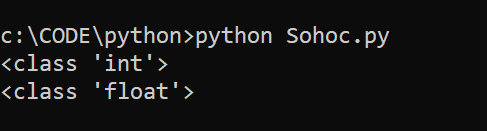 c:\CODE\python>python Sohoc.py
<class 'int'>
<class 'float'>